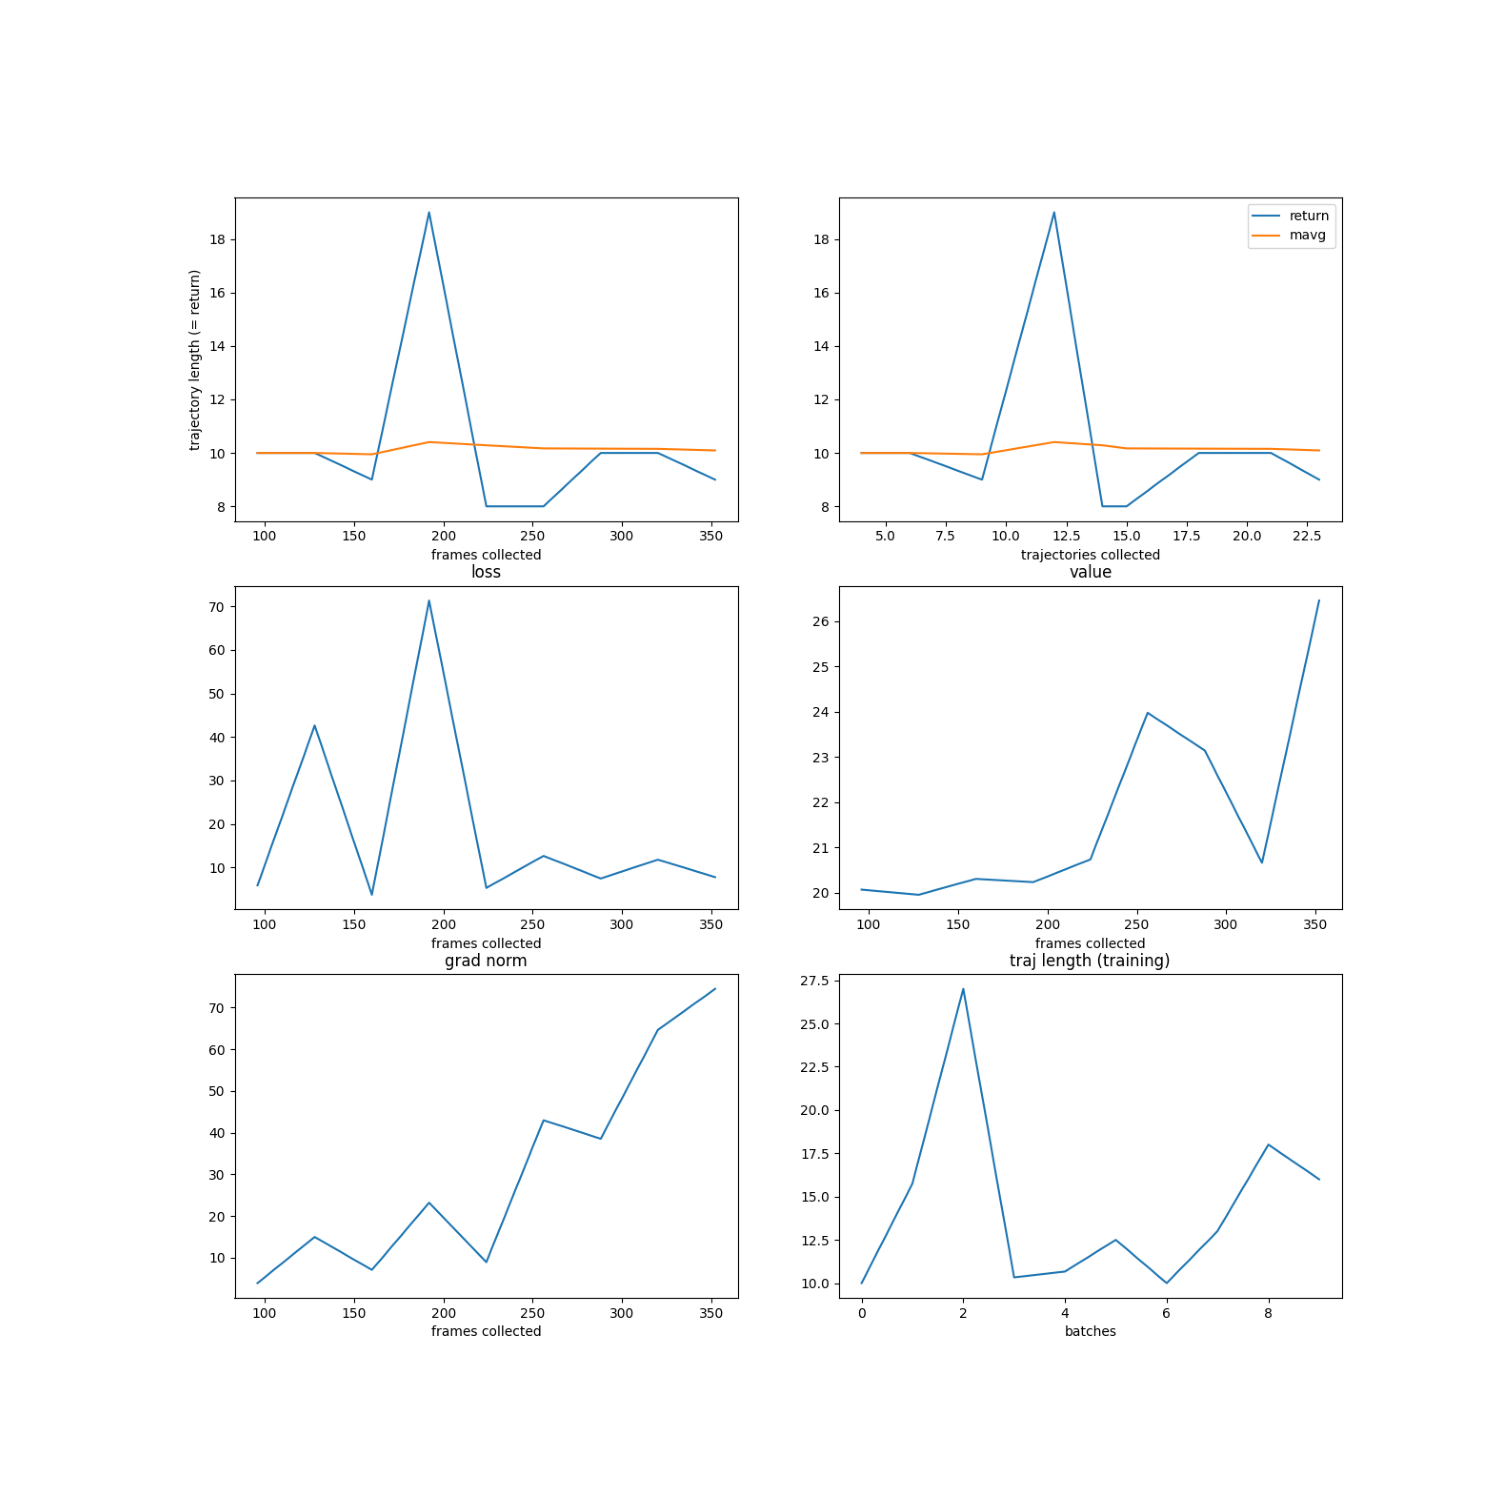 trajectory length (= return)
18
16
14
12
10
8
100 150 200 250 300 350
frames collected
return
mavg
18
16
14
12
10
8
5.0 7.5 10.0 12.5 15.0 17.5 20.0 22.5
trajectories collected
loss
70
60
50
40
30
20
10
100 150 200 250 300 350
frames collected
value
26
25
24
23
22
21
20
100 150 200 250 300 350
frames collected
grad norm
70
60
50
40
30
20
10
100 150 200 250 300 350
frames collected
traj length (training)
27.5
25.0
22.5
20.0
17.5
15.0
12.5
10.0
0 2 4 6 8
batches